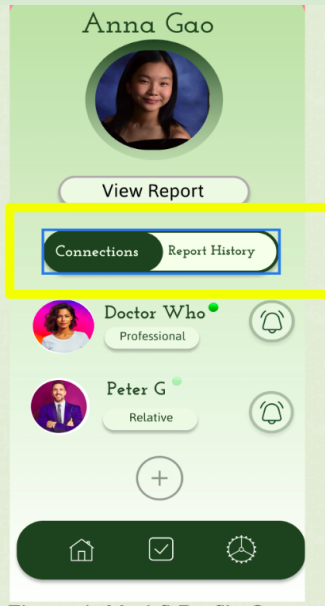 Anna Gao
View Report
Connections Report History
Doctor Who
Professional
Peter G
Relative